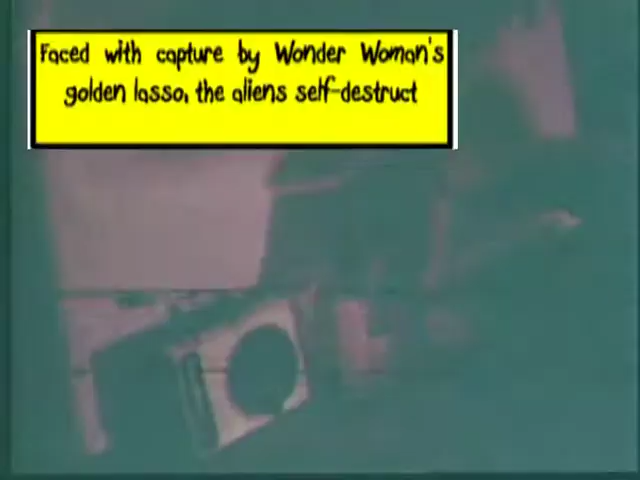 Faced with capture by Wonder Woman's
golden lasso, the aliens self-destruct